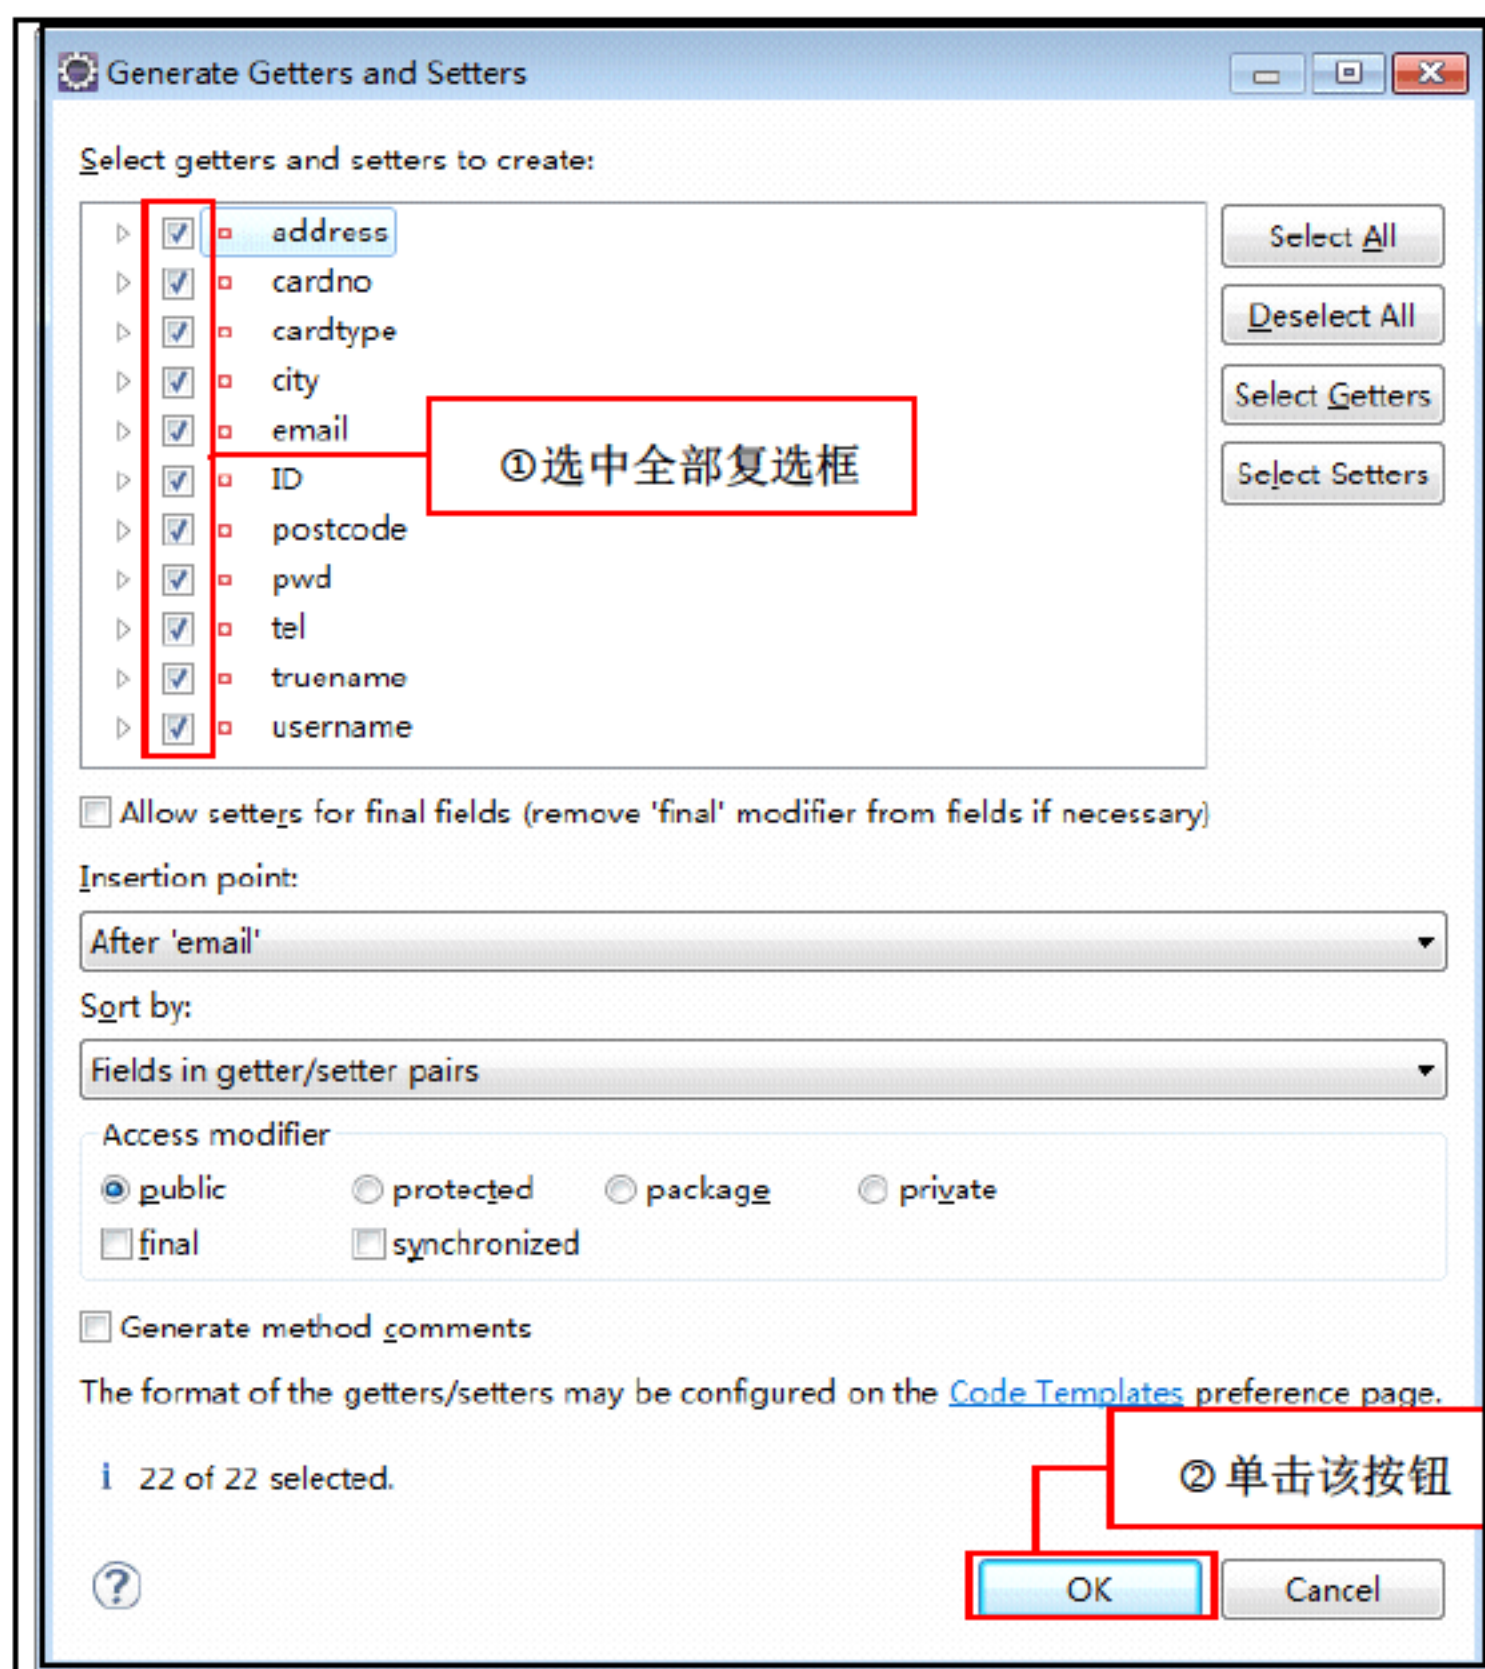 Generate Getters and Setters
Select getters and setters to create:
address
cardno
cardtype
city
email
ID
postcode
pwd
tel
truename
username
Select All
Deselect All
Select Getters
Select Setters
①选中全部复选框
Allow setters for final fields (remove 'final' modifier from fields if necessary)
Insertion point:
After 'email'
Sort by:
Fields in getter/setter pairs
Access modifier
public protected package private
final synchronized
Generate method comments
The format of the getters/setters may be configured on the Code Templates preference page.
i 22 of 22 selected.
②单击该按钮
? OK Cancel